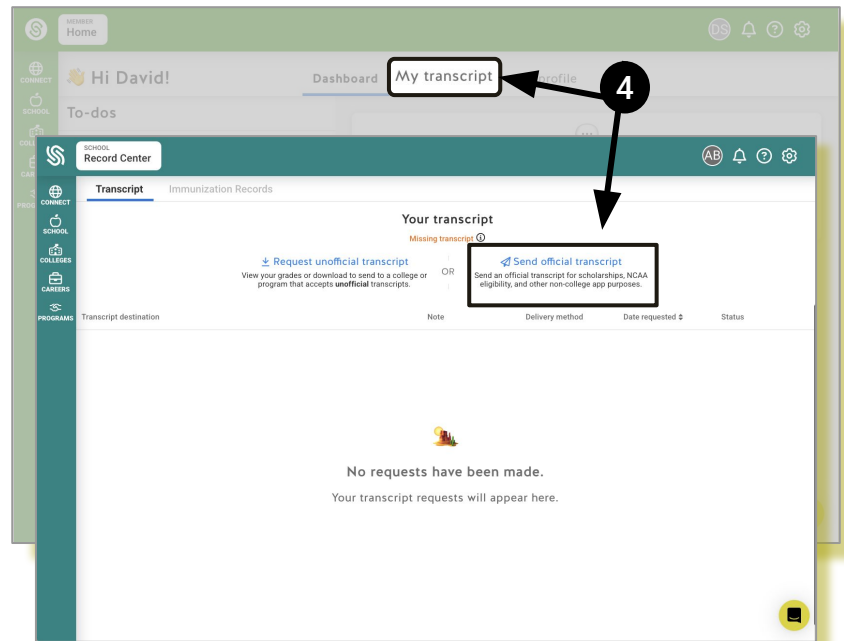 MEMBER
Home
DS
👋 Hi David!
Dashboard
My transcript
profile
4
CONNECT
SCHOOL
To-dos
SCHOOL
Record Center
AB
CONNECT
SCHOOL
COLLEGES
CAREERS
PROGRAMS
Transcript
Immunization Records
Your transcript
Missing transcript
Request unofficial transcript
View your grades or download to send to a college or
program that accepts unofficial transcripts.
OR
Send official transcript
Send an official transcript for scholarships, NCAA
eligibility, and other non-college app purposes.
Transcript destination
Note
Delivery method
Date requested
Status
No requests have been made.
Your transcript requests will appear here.